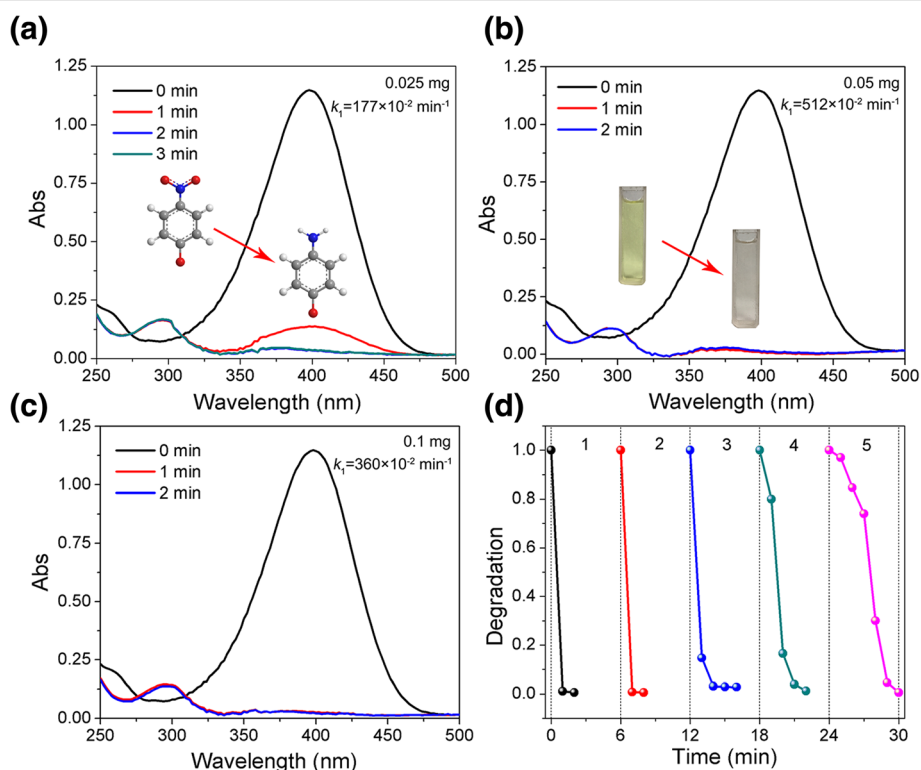 (a)
1.25
1.00
0.75
0.50
0.25
0.00
Abs
0 min
1 min
2 min
3 min
0.025 mg
k₁=177×10⁻² min⁻¹
250 300 350 400 450 500
Wavelength (nm)
(b)
1.25
1.00
0.75
0.50
0.25
0.00
Abs
0 min
1 min
2 min
0.05 mg
k₁=512×10⁻² min⁻¹
250 300 350 400 450 500
Wavelength (nm)
(c)
1.25
1.00
0.75
0.50
0.25
0.00
Abs
0 min
1 min
2 min
0.1 mg
k₁=360×10⁻² min⁻¹
250 300 350 400 450 500
Wavelength (nm)
(d)
1.0
0.8
0.6
0.4
0.2
0.0
Degradation
1 2 3 4 5
0 6 12 18 24 30
Time (min)